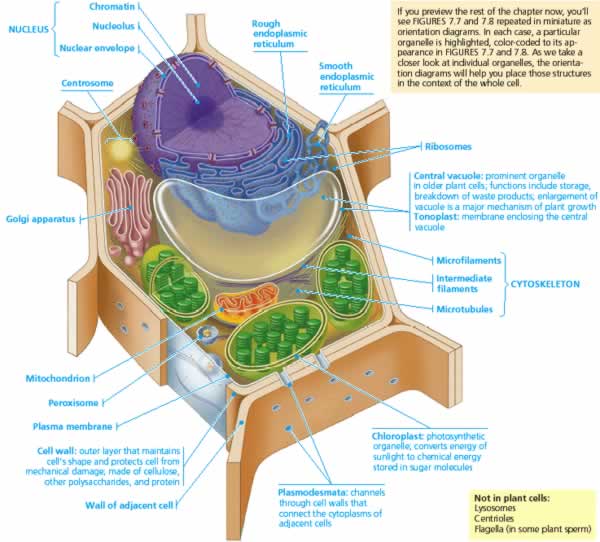 NUCLEUS
Chromatin
Nucleolus
Nuclear envelope
Centrosome
Golgi apparatus
Rough
endoplasmic
reticulum
Smooth
endoplasmic
reticulum
If you preview the rest of the chapter now, you'll
see FIGURES 7.7 and 7.8 repeated in miniature as
orientation diagrams. In each case, a particular
organelle is highlighted, color-coded to its ap-
pearance in FIGURES 7.7 and 7.8. As we take a
closer look at individual organelles, the orienta-
tion diagrams will help you place those structures
in the context of the whole cell.
Ribosomes
Central vacuole: prominent organelle
in older plant cells; functions include storage,
breakdown of waste products; enlargement of
vacuole is a major mechanism of plant growth
Tonoplast: membrane enclosing the central
vacuole
Microfilaments
Intermediate
filaments
Microtubules
CYTOSKELETON
Mitochondrion
Peroxisome
Plasma membrane
Cell wall: outer layer that maintains
cell's shape and protects cell from
mechanical damage; made of cellulose,
other polysaccharides, and protein
Wall of adjacent cell
Plasmodesmata: channels
through cell walls that
connect the cytoplasms of
adjacent cells
Chloroplast: photosynthetic
organelle; converts energy of
sunlight to chemical energy
stored in sugar molecules
Not in plant cells:
Lysosomes
Centrioles
Flagella (in some plant sperm)